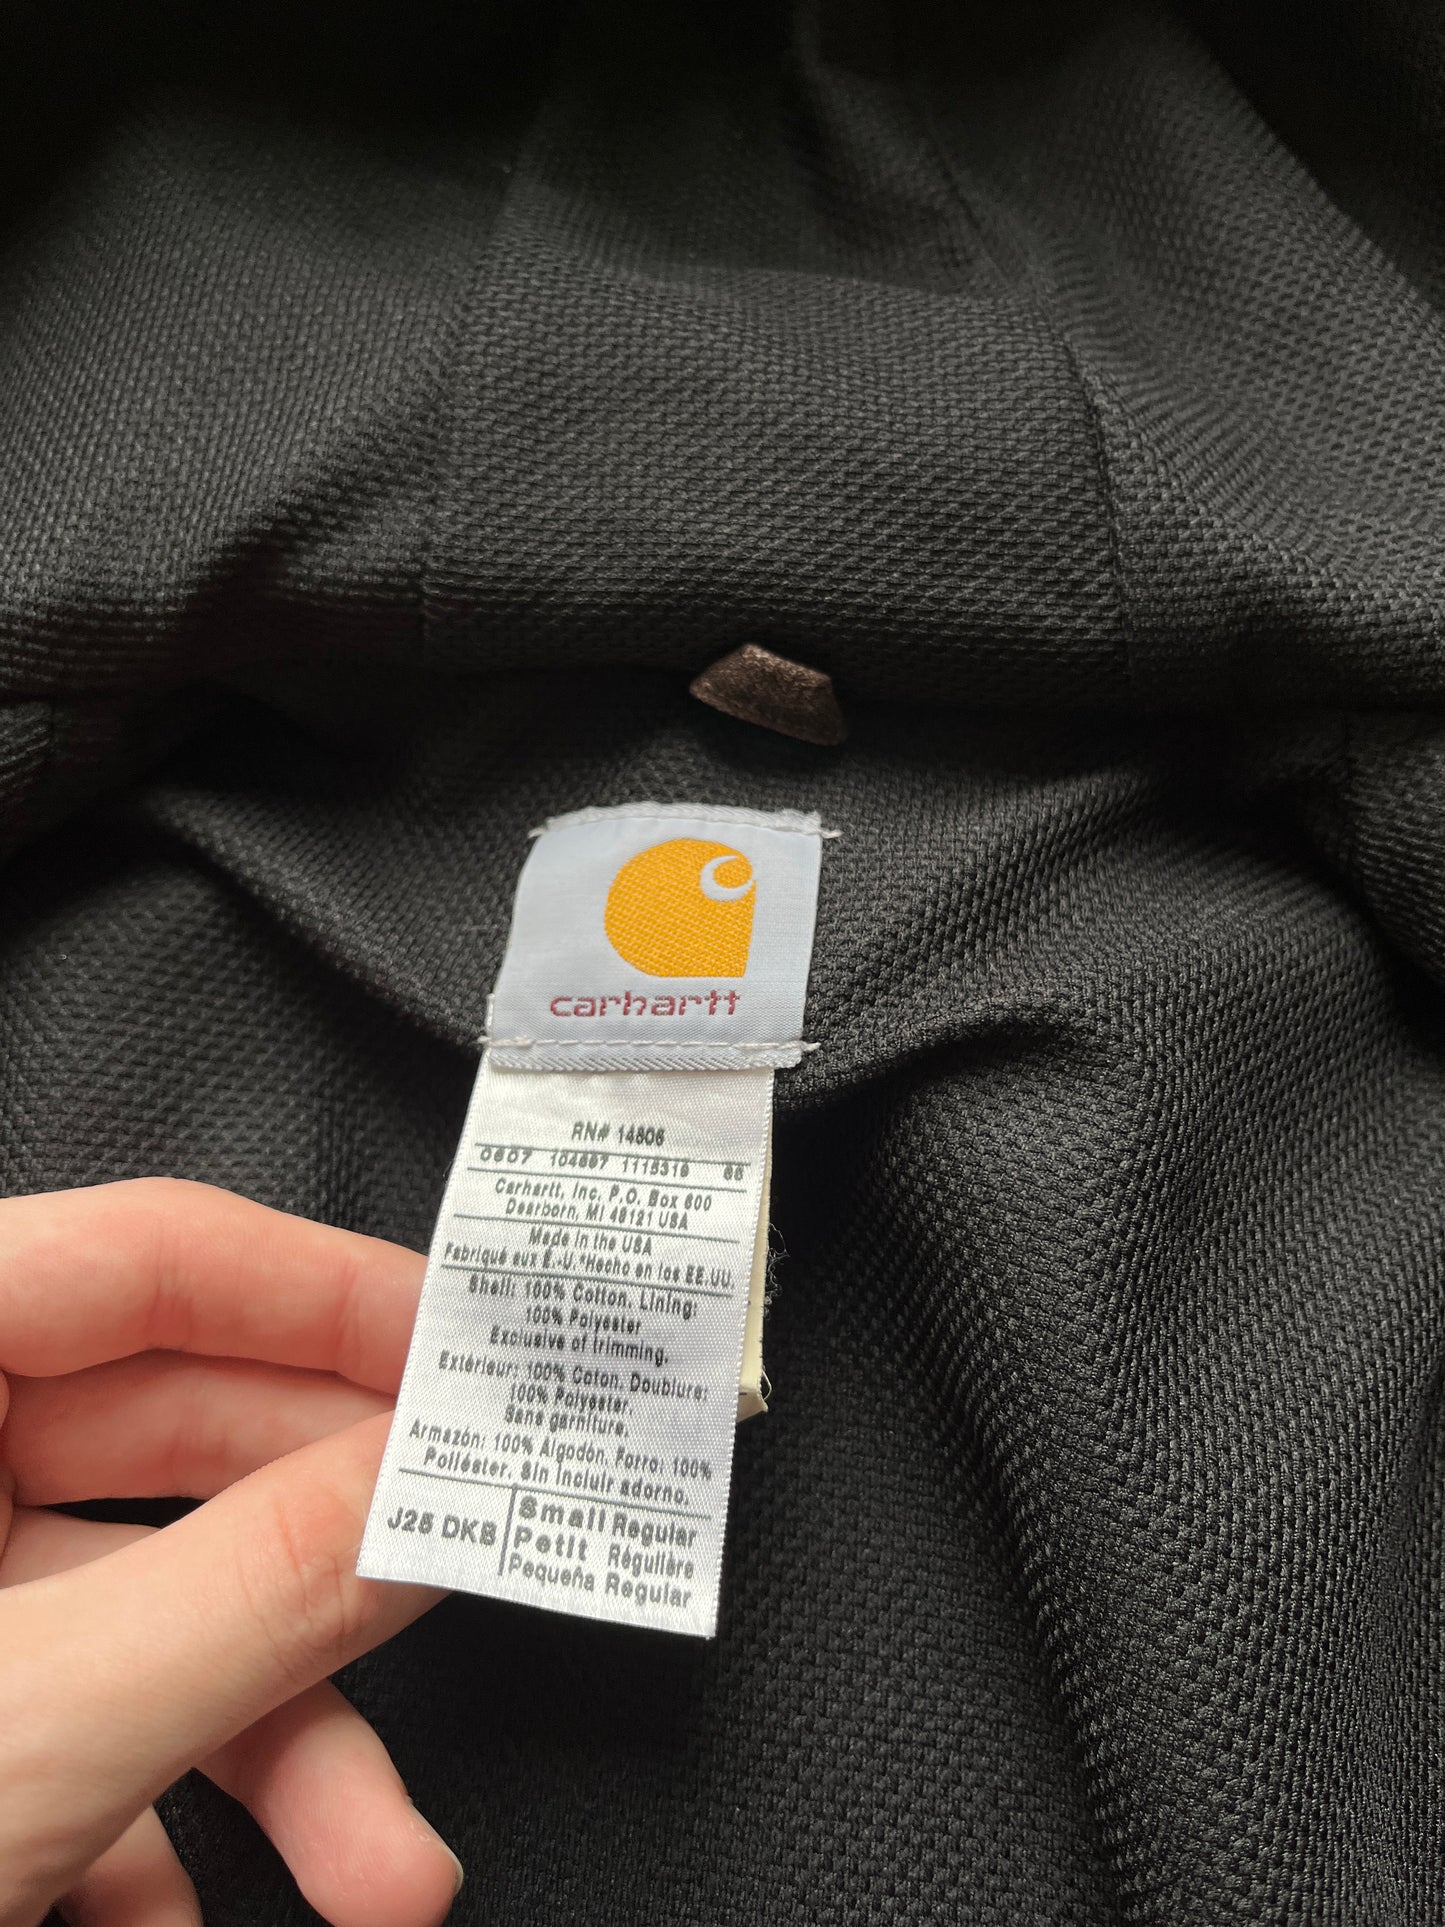 carhartt
RN# 14806
0607 104667 1115316 86
Carhartt, Inc. P.O. Box 600
Dearborn, MI 48121 USA
Made in the USA
Fabriqué aux É.-U.*Hecho en los EE.UU.
Shell: 100% Cotton. Lining:
100% Polyester
Exclusive of trimming.
Extérieur: 100% Coton. Doublure:
100% Polyester.
Sans garniture.
Armazón: 100% Algodón. Forro: 100%
Poliéster. Sin incluir adorno.
J25 DKB
Small Regular
Petit Régulière
Pequeña Regular